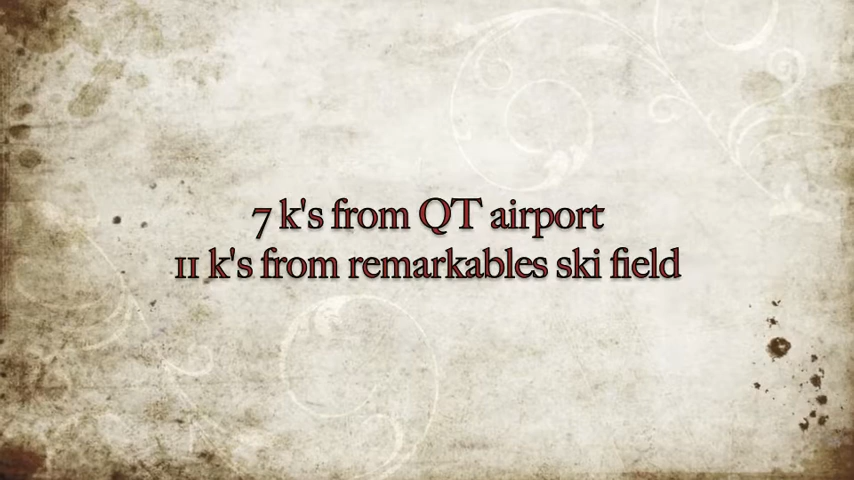 7 k's from QT airport
11 k's from remarkables ski field